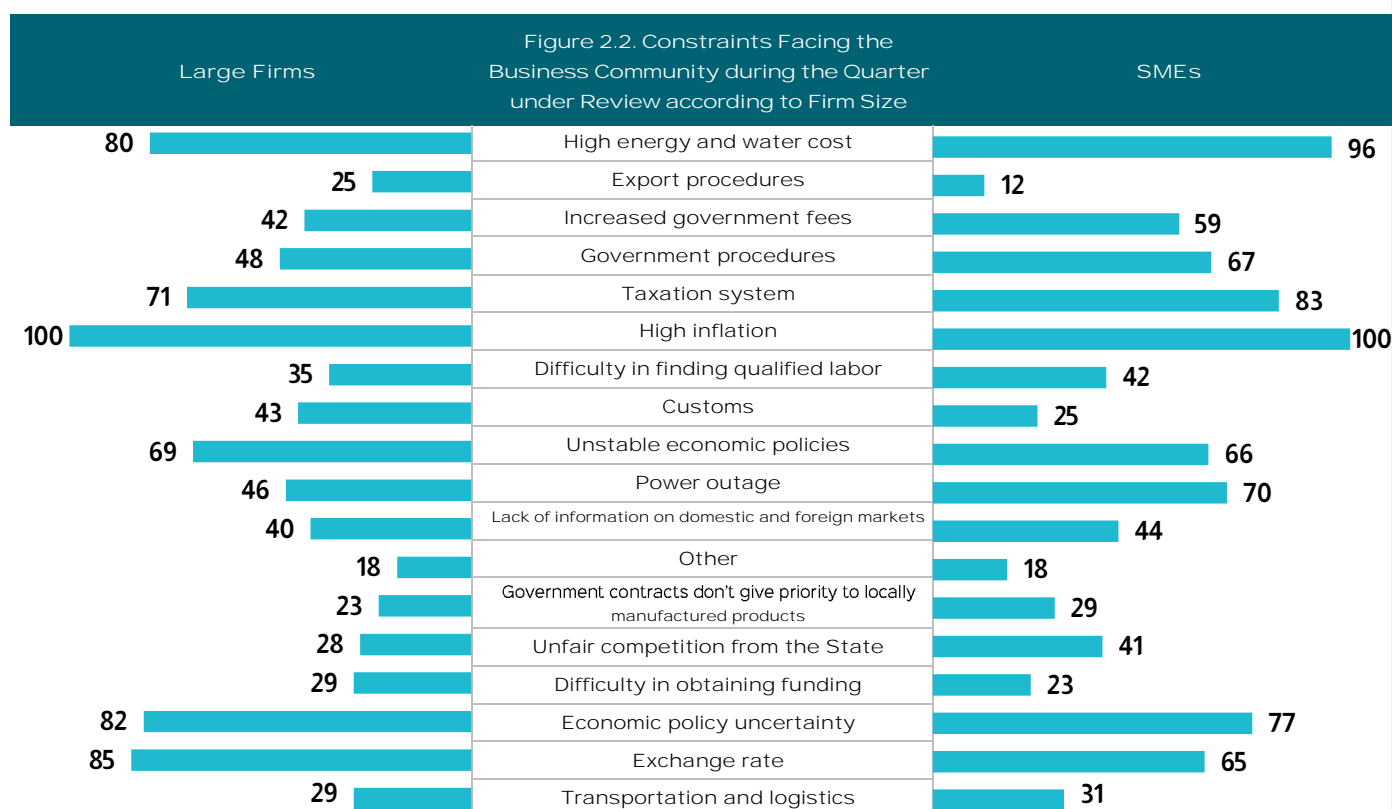 Large Firms
Figure 2.2. Constraints Facing the
Business Community during the Quarter
under Review according to Firm Size
SMEs
80 High energy and water cost 96
25 Export procedures 12
42 Increased government fees 59
48 Government procedures 67
71 Taxation system 83
100 High inflation 100
35 Difficulty in finding qualified labor 42
43 Customs 25
69 Unstable economic policies 66
46 Power outage 70
40 Lack of information on domestic and foreign markets 44
18 Other 18
23 Government contracts don't give priority to locally 29
manufactured products
28 Unfair competition from the State 41
29 Difficulty in obtaining funding 23
82 Economic policy uncertainty 77
85 Exchange rate 65
29 Transportation and logistics 31